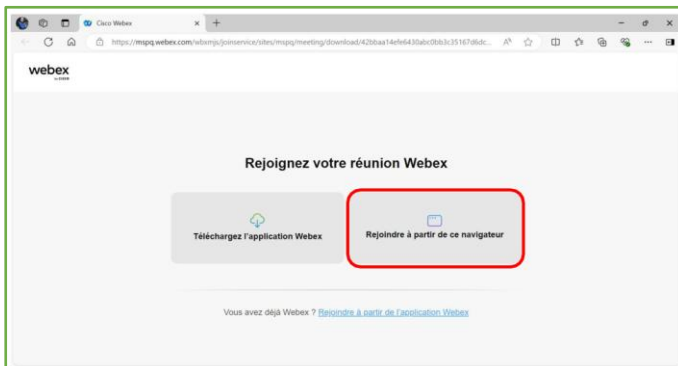 Cisco Webex
https://mspq.webex.com/wbxmjs/joinservice/sites/mspq/meeting/download/
webex
Rejoignez votre réunion Webex
Téléchargez l'application Webex
Rejoindre à partir de ce navigateur
Vous avez déjà Webex ? Rejoindre à partir de l'application Webex